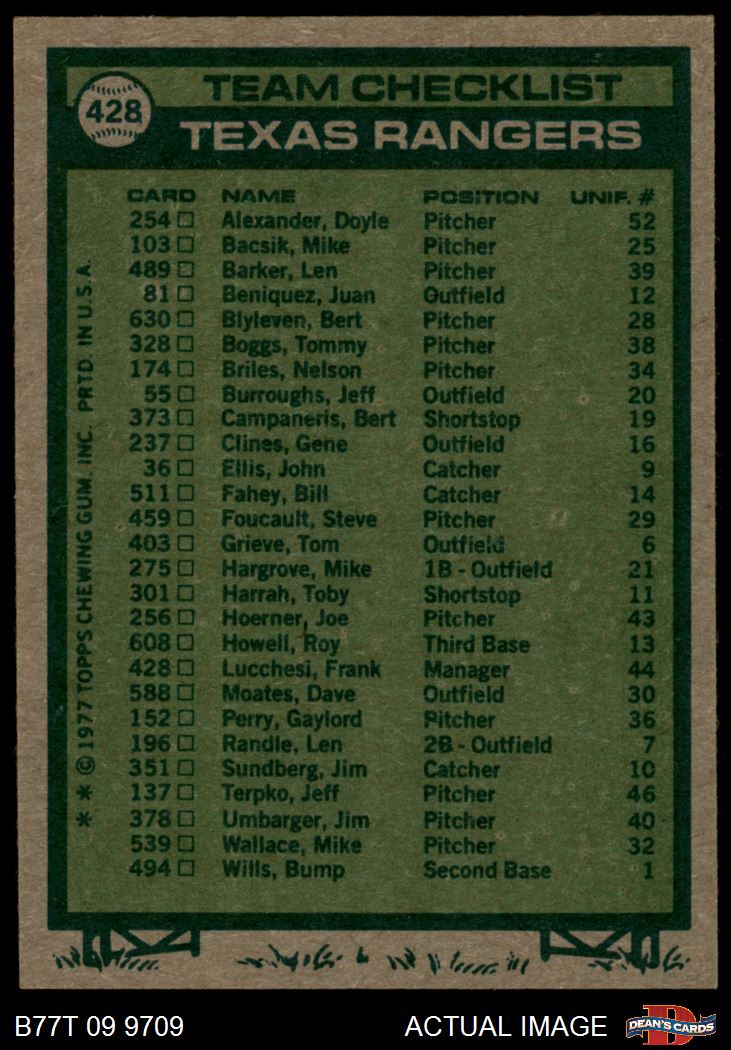 428
TEAM CHECKLIST
TEXAS RANGERS
CARD NAME POSITION UNIF. #
254 Alexander, Doyle Pitcher 52
103 Bacsik, Mike Pitcher 25
489 Barker, Len Pitcher 39
81 Beniquez, Juan Outfield 12
630 Blyleven, Bert Pitcher 28
328 Boggs, Tommy Pitcher 38
174 Briles, Nelson Pitcher 34
55 Burroughs, Jeff Outfield 20
373 Campaneris, Bert Shortstop 19
237 Clines, Gene Outfield 16
36 Ellis, John Catcher 9
511 Fahey, Bill Catcher 14
459 Foucault, Steve Pitcher 29
403 Grieve, Tom Outfield 6
275 Hargrove, Mike 1B - Outfield 21
301 Harrah, Toby Shortstop 11
256 Hoerner, Joe Pitcher 43
608 Howell, Roy Third Base 13
428 Lucchesi, Frank Manager 44
588 Moates, Dave Outfield 30
152 Perry, Gaylord Pitcher 36
196 Randle, Len 2B - Outfield 7
351 Sundberg, Jim Catcher 10
137 Terpko, Jeff Pitcher 46
378 Umbarger, Jim Pitcher 40
539 Wallace, Mike Pitcher 32
494 Wills, Bump Second Base 1
* * © 1977 TOPPS CHEWING GUM, INC. PRTD. IN U.S.A.
B77T 09 9709 ACTUAL IMAGE
D
DEAN'S CARDS